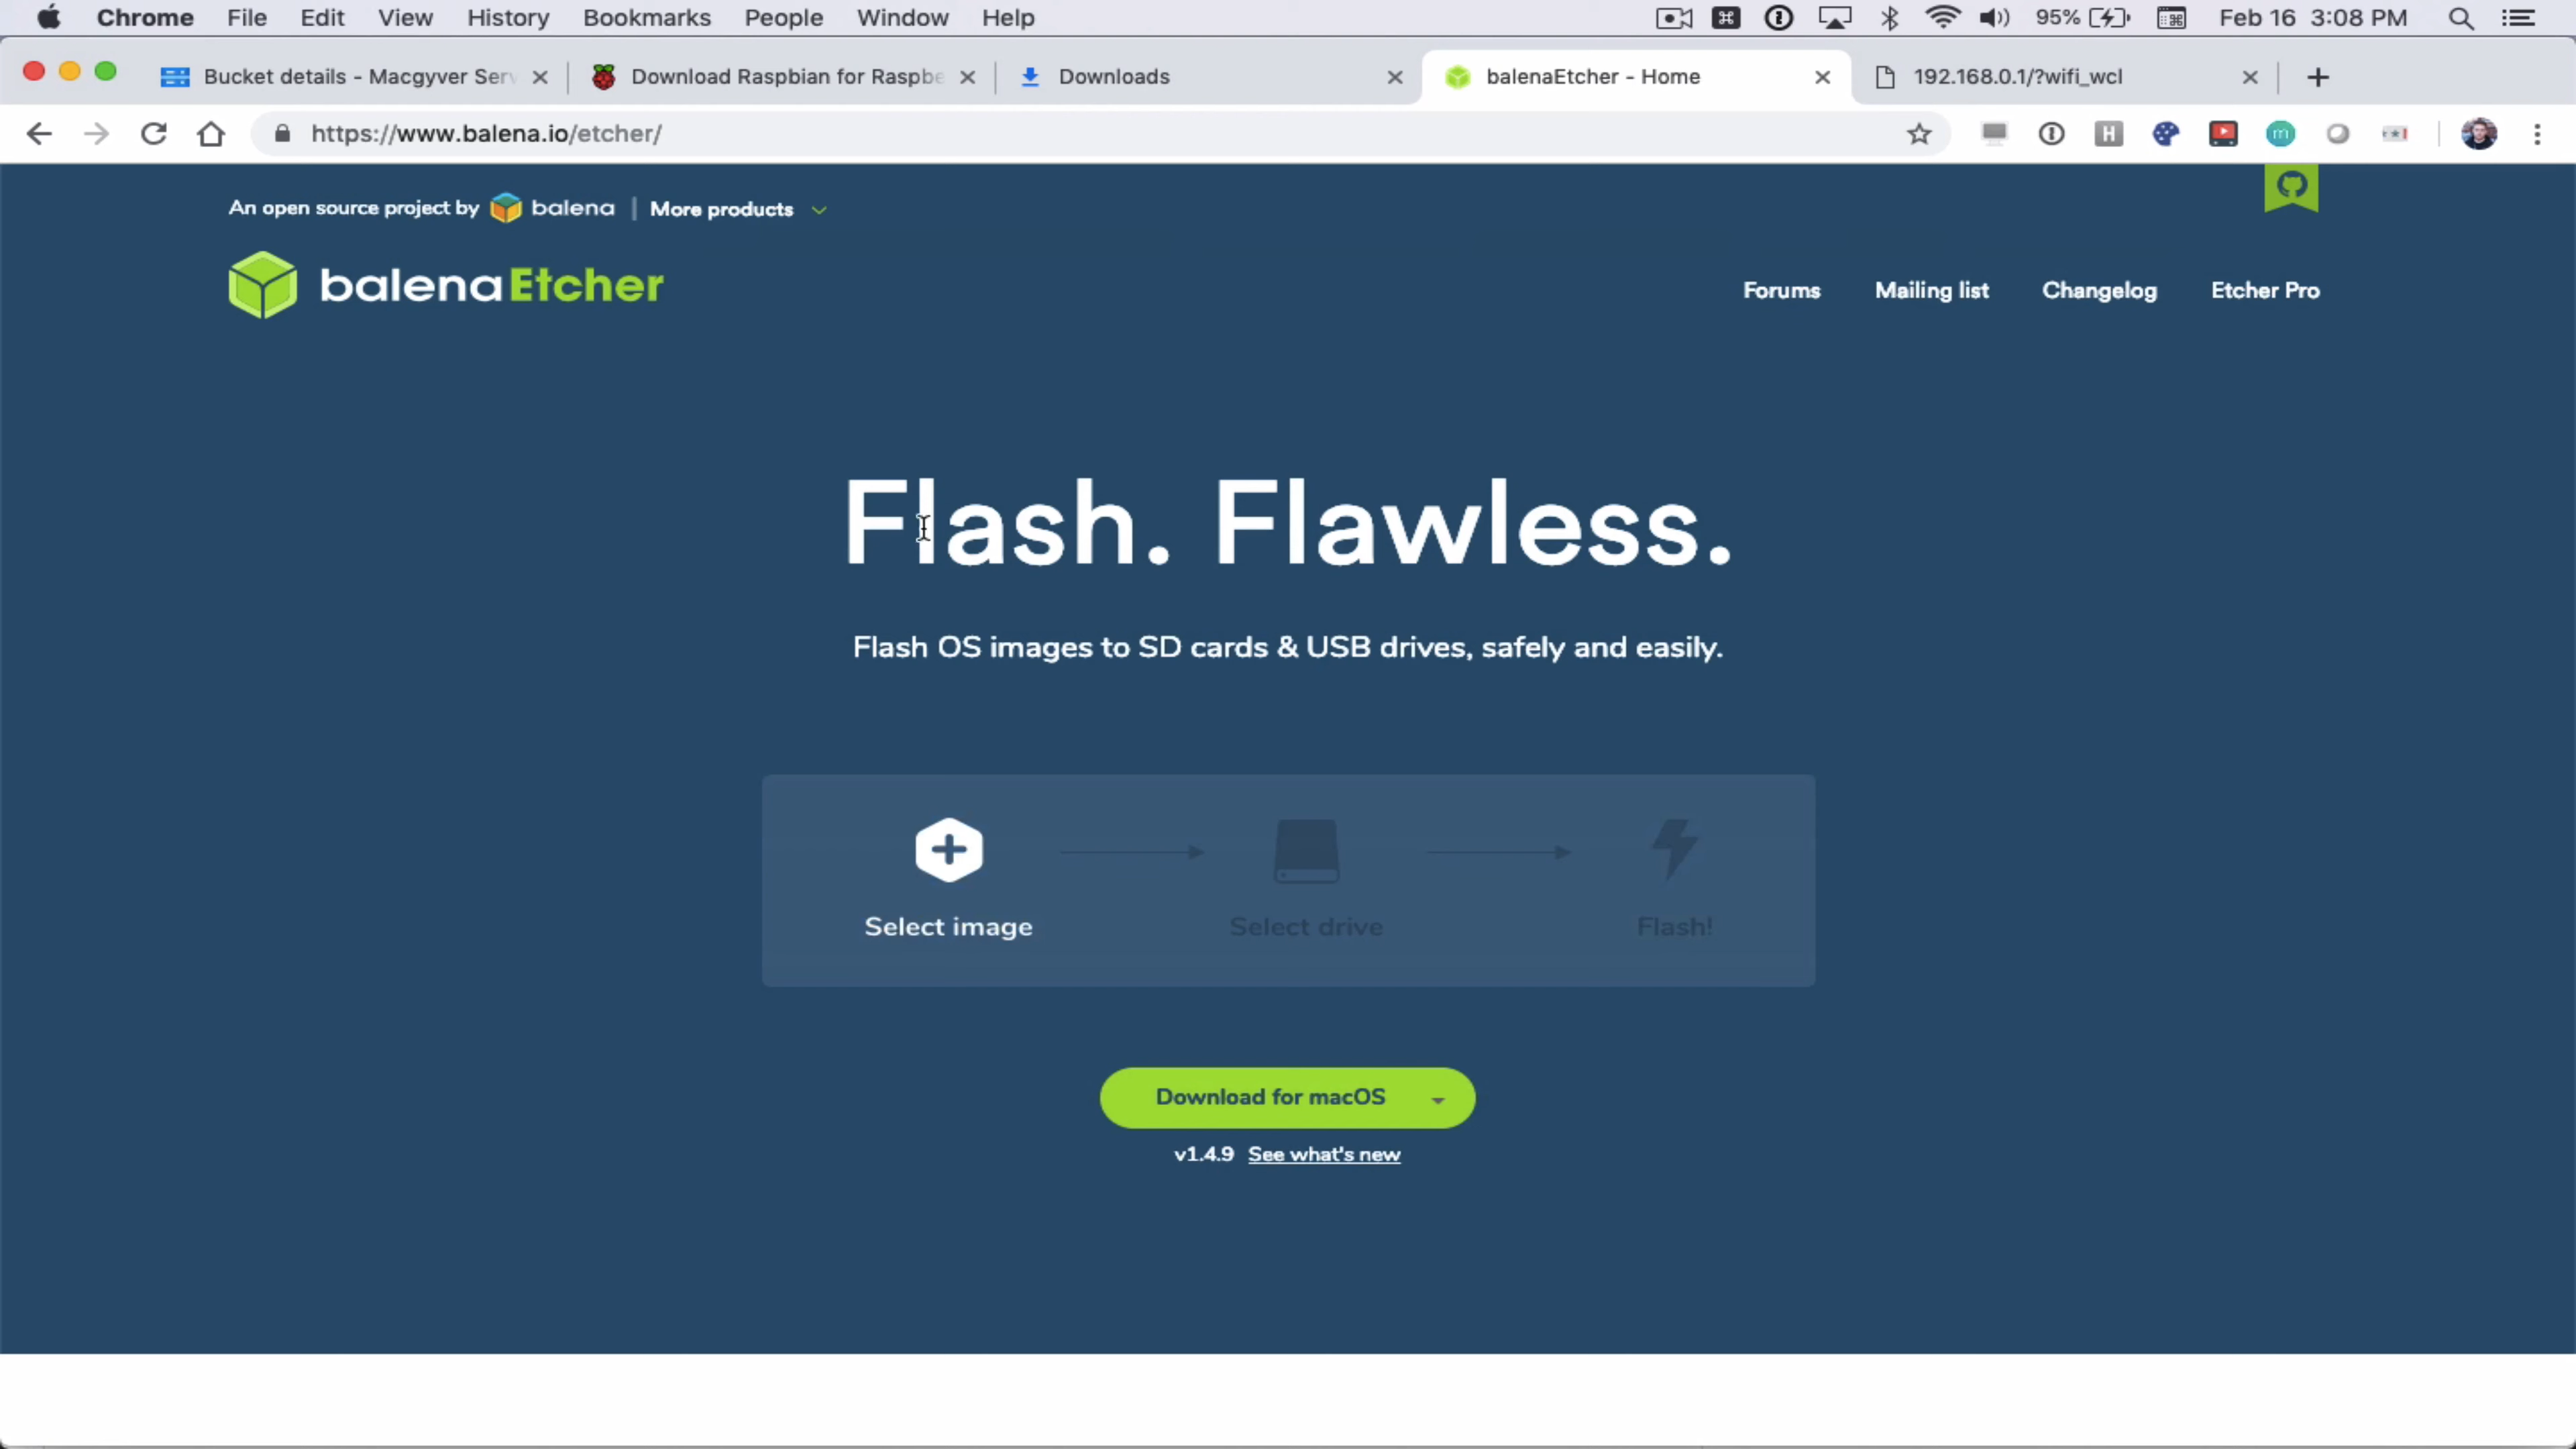 Chrome File Edit View History Bookmarks People Window Help 95% Feb 16 3:08 PM
Bucket details - Macgyver Serv Download Raspbian for Raspbe Downloads balenaEtcher - Home 192.168.0.1/?wifi_wcl
https://www.balena.io/etcher/
An open source project by balena | More products
balenaEtcher
Forums Mailing list Changelog Etcher Pro
Flash. Flawless.
Flash OS images to SD cards & USB drives, safely and easily.
Select image Select drive Flash!
Download for macOS
v1.4.9 See what's new